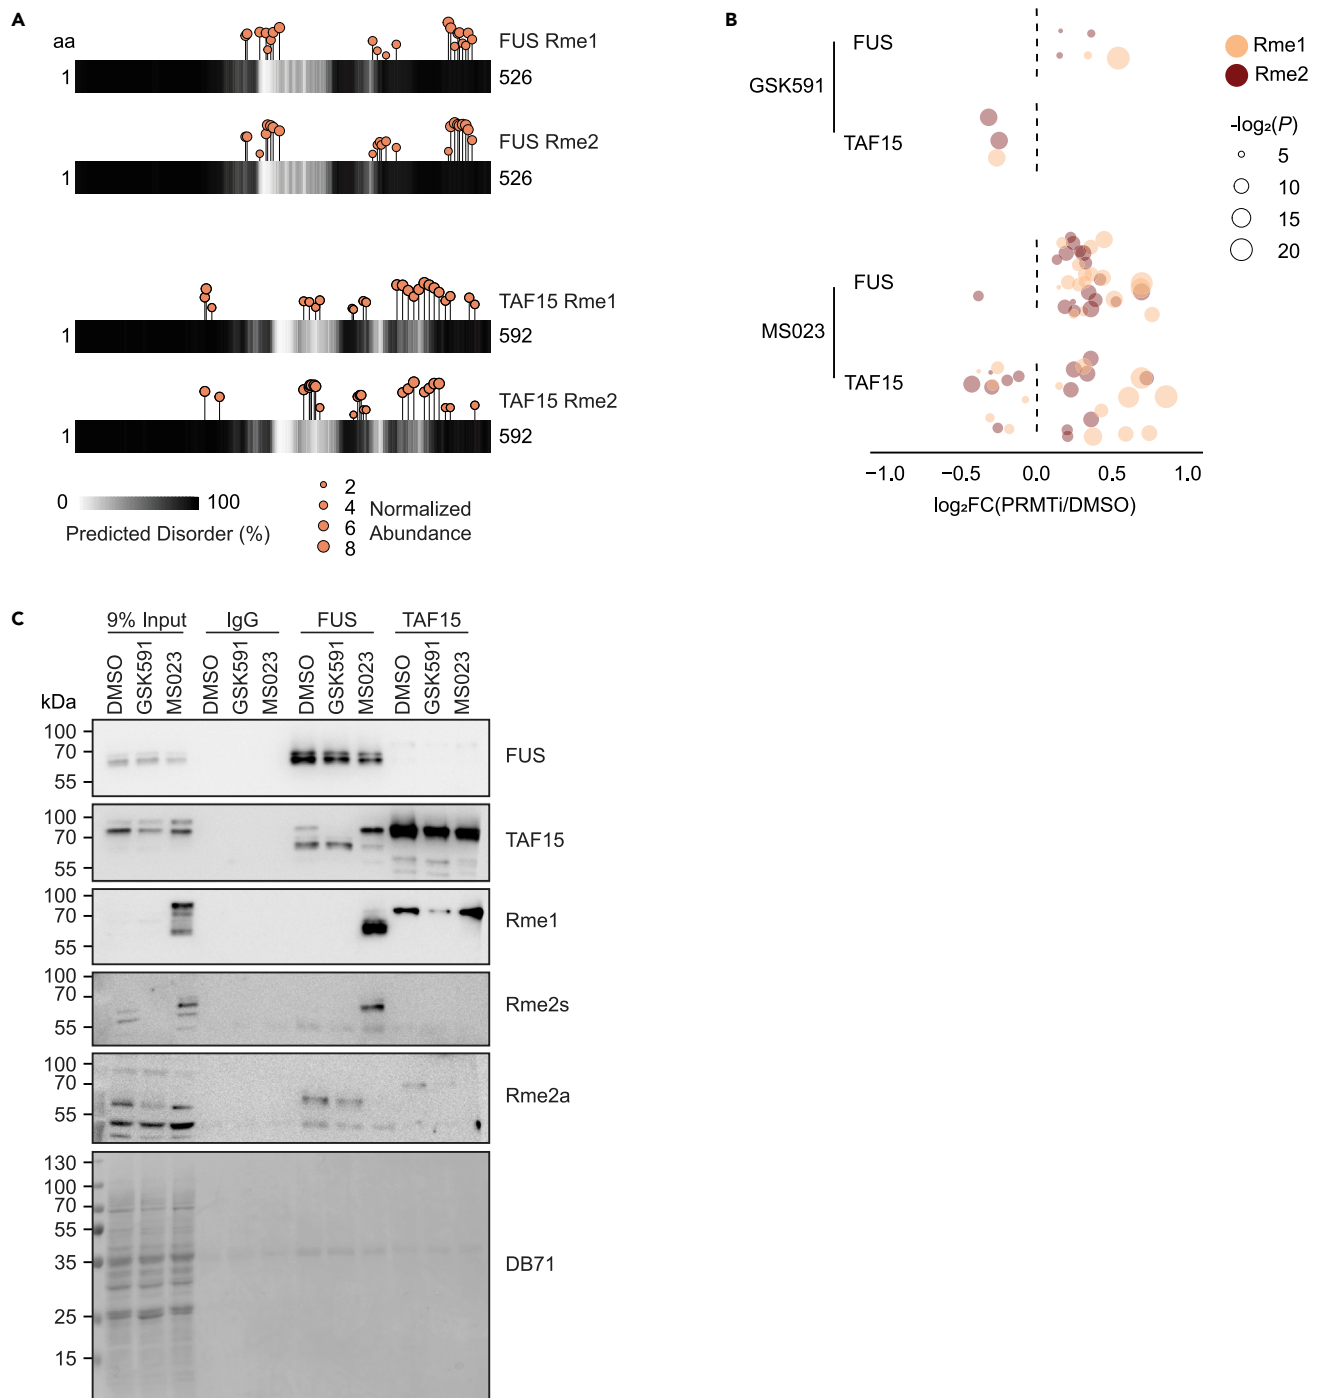 A
aa
FUS Rme1
1
526
FUS Rme2
1
526
TAF15 Rme1
1
592
TAF15 Rme2
1
592
0
100
Predicted Disorder (%)
2
4
6
8
Normalized
Abundance
B
FUS
GSK591
TAF15
FUS
MS023
TAF15
−1.0
−0.5
0.0
0.5
1.0
log₂FC(PRMTi/DMSO)
Rme1
Rme2
-log₂(P)
5
10
15
20
C
9% Input
IgG
FUS
TAF15
DMSO
GSK591
MS023
DMSO
GSK591
MS023
DMSO
GSK591
MS023
DMSO
GSK591
MS023
kDa
100
70
55
FUS
100
70
55
TAF15
100
70
55
Rme1
100
70
55
Rme2s
100
70
55
Rme2a
130
100
70
55
35
25
15
DB71